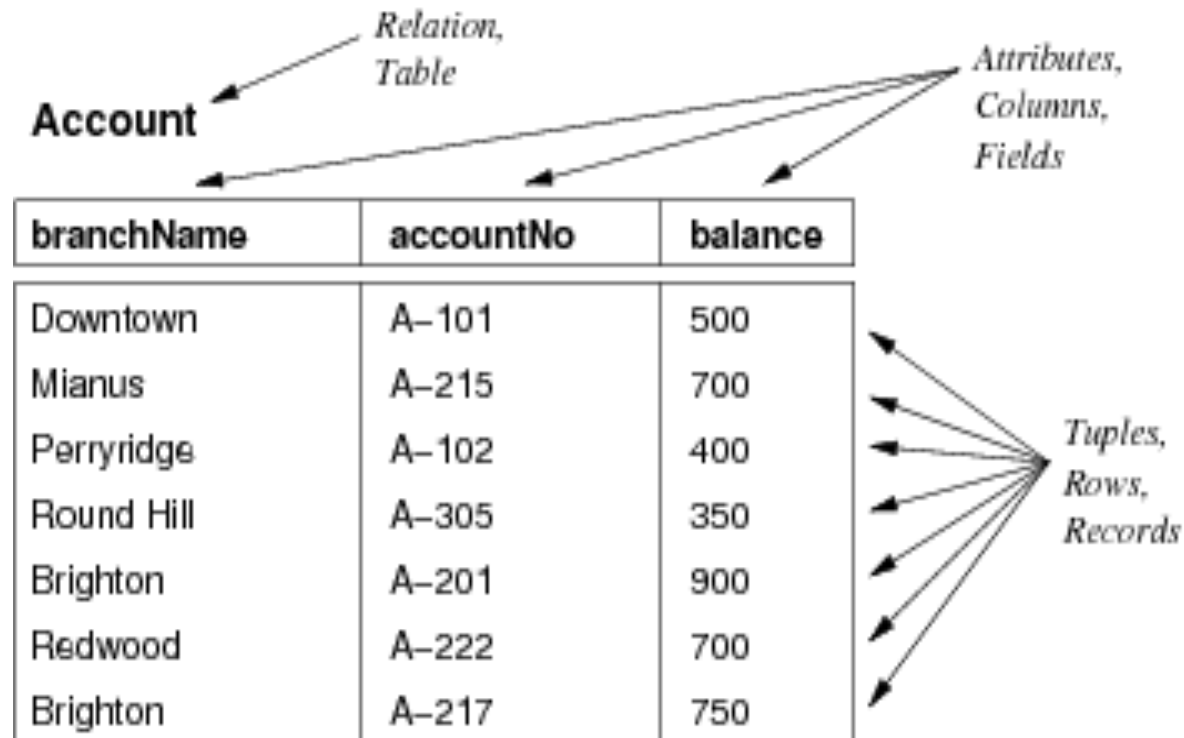 Relation,
Table
Attributes,
Columns,
Fields
Account
branchName accountNo balance
Downtown A–101 500
Mianus A–215 700
Perryridge A–102 400
Round Hill A–305 350
Brighton A–201 900
Redwood A–222 700
Brighton A–217 750
Tuples,
Rows,
Records